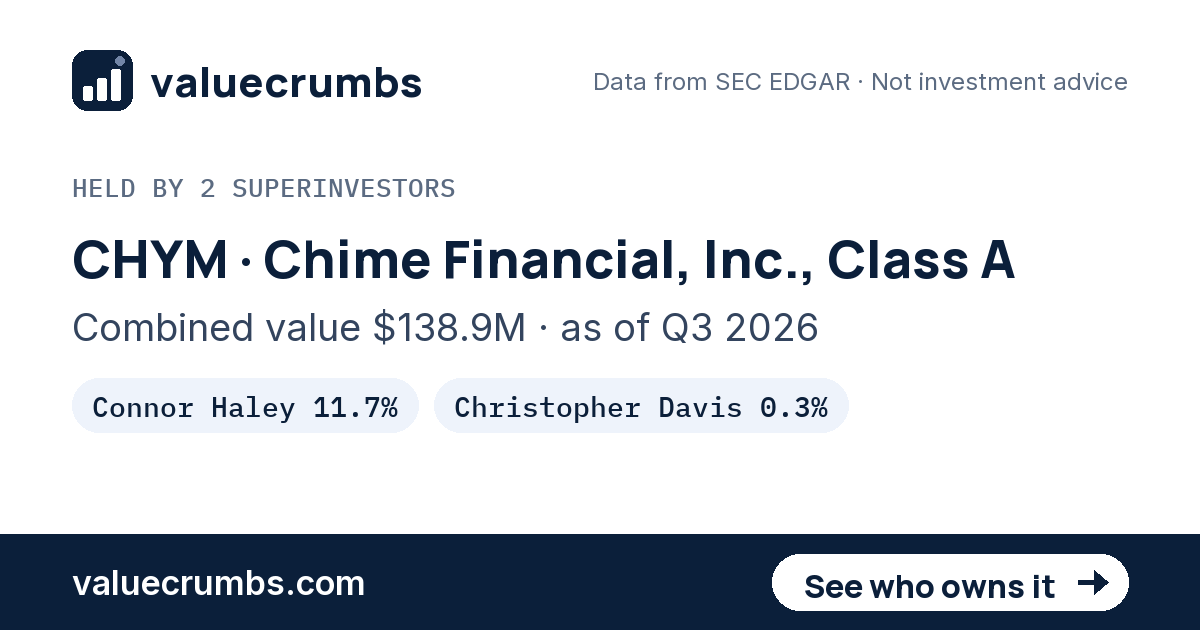 valuecrumbs
Data from SEC EDGAR · Not investment advice
HELD BY 2 SUPERINVESTORS
CHYM · Chime Financial, Inc., Class A
Combined value $138.9M · as of Q3 2026
Connor Haley 11.7%
Christopher Davis 0.3%
valuecrumbs.com
See who owns it →